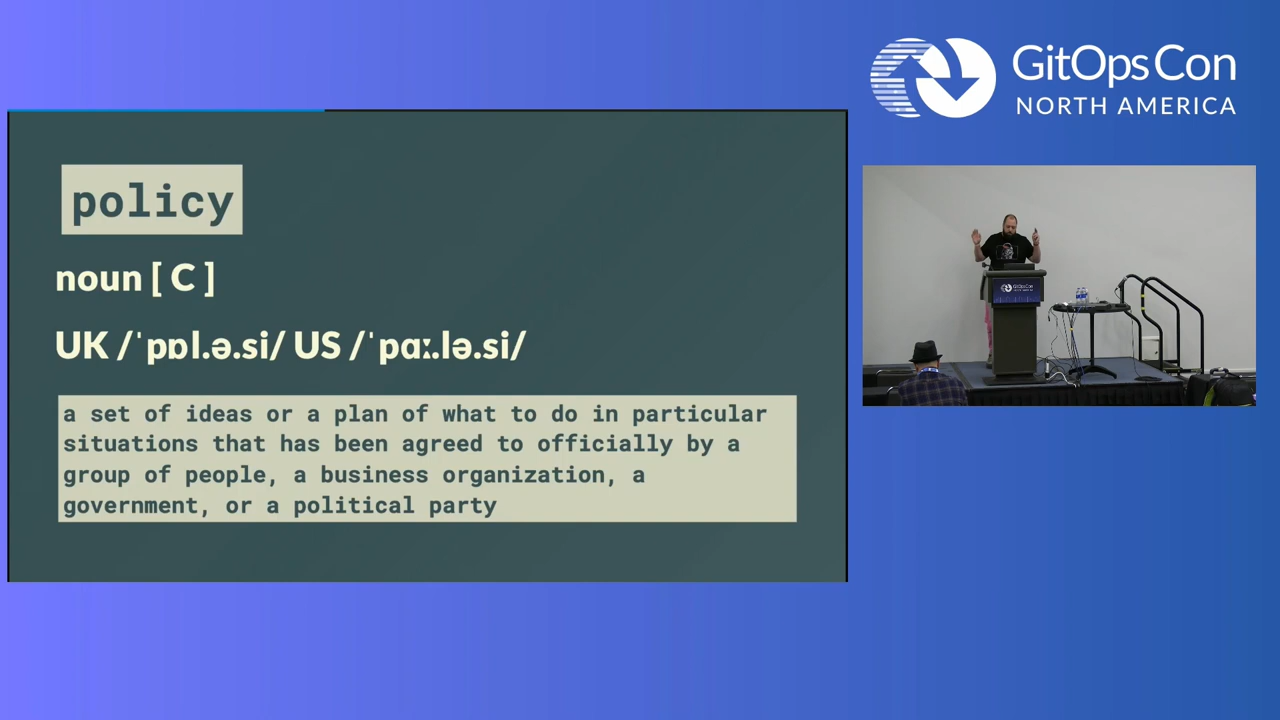 policy
noun [ C ]
UK /ˈpɒl.ə.si/ US /ˈpɑː.lə.si/
a set of ideas or a plan of what to do in particular
situations that has been agreed to officially by a
group of people, a business organization, a
government, or a political party
GitOpsCon
NORTH AMERICA
GitOpsCon